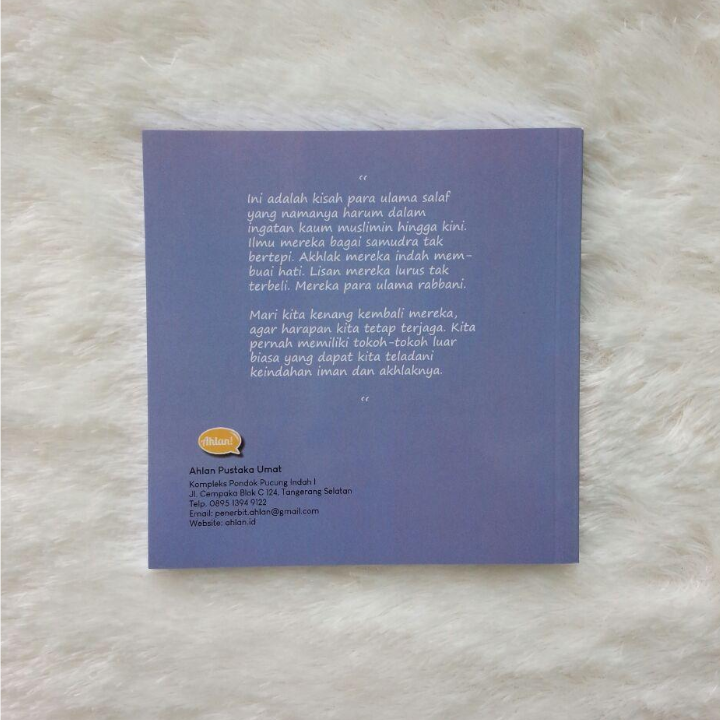 “
Ini adalah kisah para ulama salaf
yang namanya harum dalam
ingatan kaum muslimin hingga kini.
Ilmu mereka bagai samudra tak
bertepi. Akhlak mereka indah mem-
buai hati. Lisan mereka lurus tak
terbeli. Mereka para ulama rabbani.
Mari kita kenang kembali mereka,
agar harapan kita tetap terjaga. Kita
pernah memiliki tokoh-tokoh luar
biasa yang dapat kita teladani
keindahan iman dan akhlaknya.
“
Ahlan!
Ahlan Pustaka Umat
Kompleks Pondok Pucung Indah I
Jl. Cempaka Blok C 124, Tangerang Selatan
Telp. 0895 1394 9122
Email: penerbit.ahlan@gmail.com
Website: ahlan.id